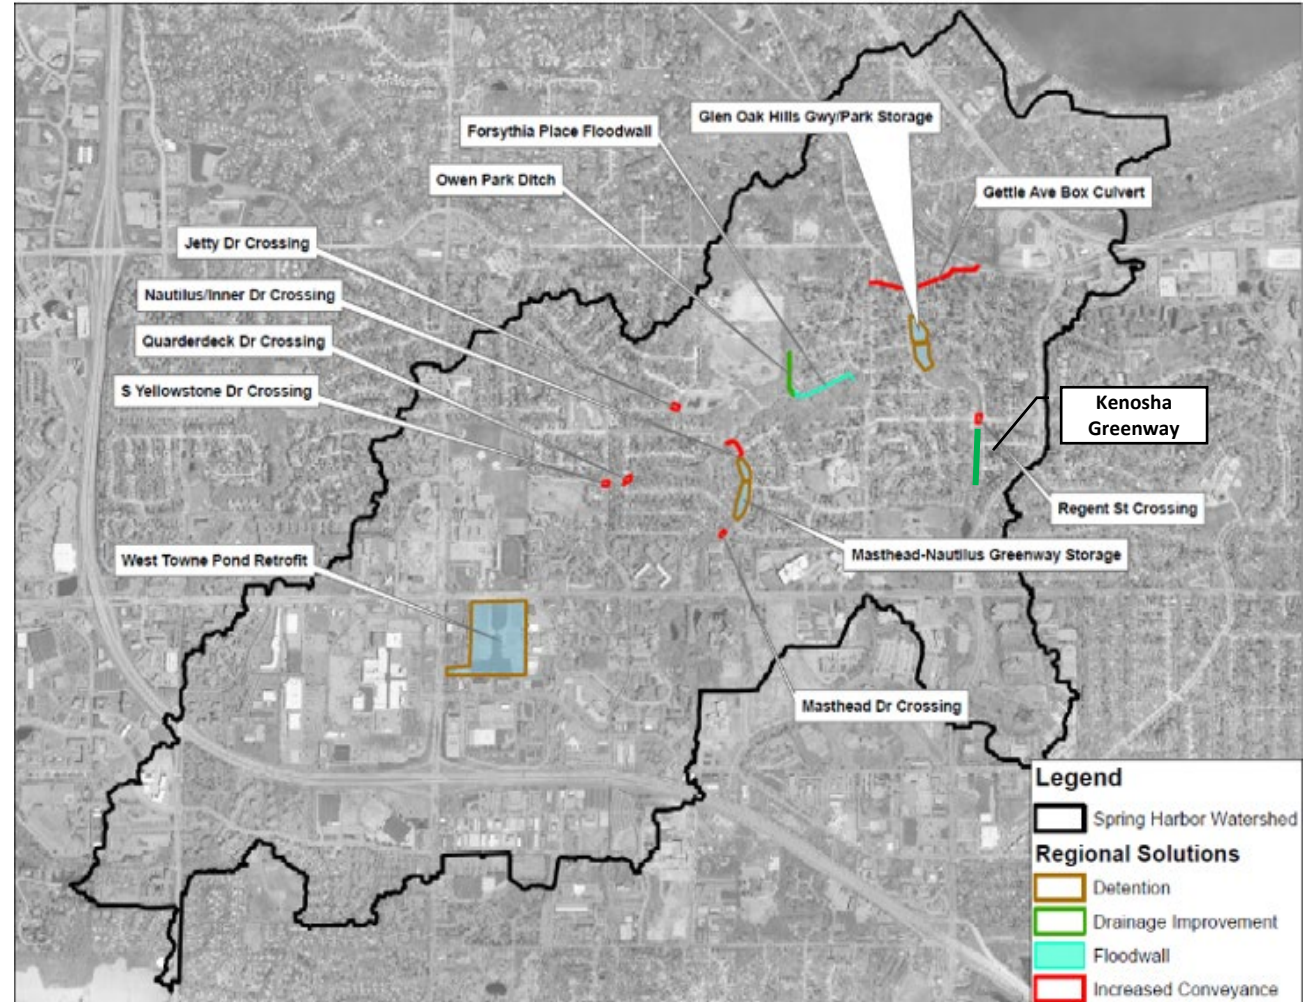 Glen Oak Hills Gwy/Park Storage
Forsythia Place Floodwall
Owen Park Ditch
Gettle Ave Box Culvert
Jetty Dr Crossing
Nautilus/Inner Dr Crossing
Quarderdeck Dr Crossing
S Yellowstone Dr Crossing
Kenosha
Greenway
Regent St Crossing
West Towne Pond Retrofit
Masthead-Nautilus Greenway Storage
Masthead Dr Crossing
Legend
Spring Harbor Watershed
Regional Solutions
Detention
Drainage Improvement
Floodwall
Increased Conveyance